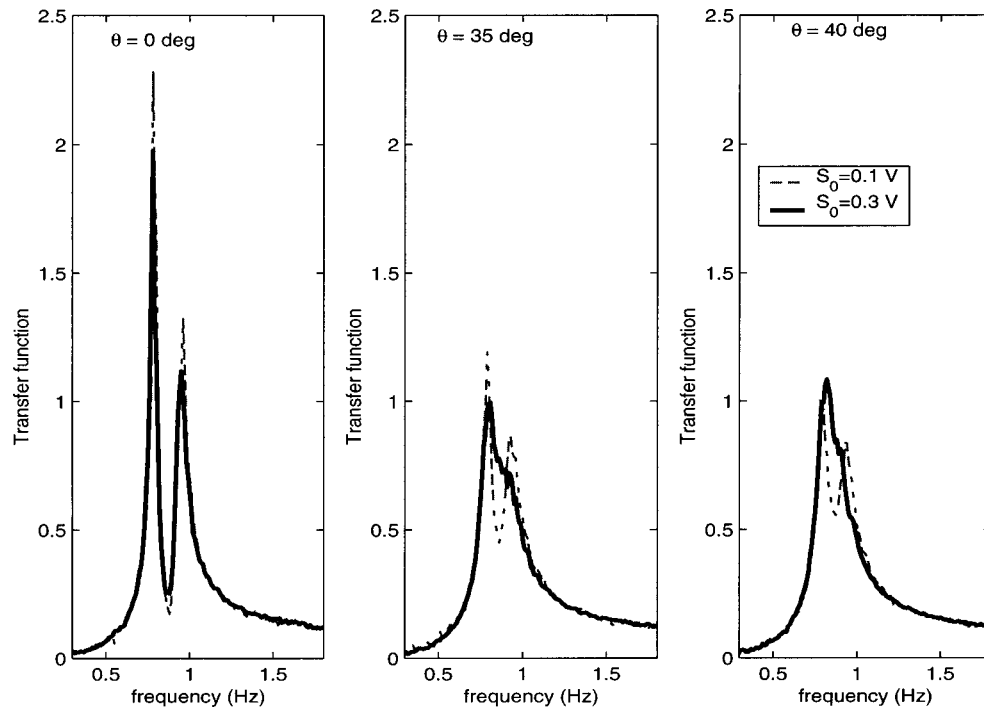 θ = 0 deg
2.5
2
1.5
1
0.5
0
0.5
1
1.5
Transfer function
frequency (Hz)
θ = 35 deg
2.5
2
1.5
1
0.5
0
0.5
1
1.5
Transfer function
frequency (Hz)
θ = 40 deg
2.5
2
1.5
1
0.5
0
0.5
1
1.5
Transfer function
frequency (Hz)
S_0=0.1 V
S_0=0.3 V